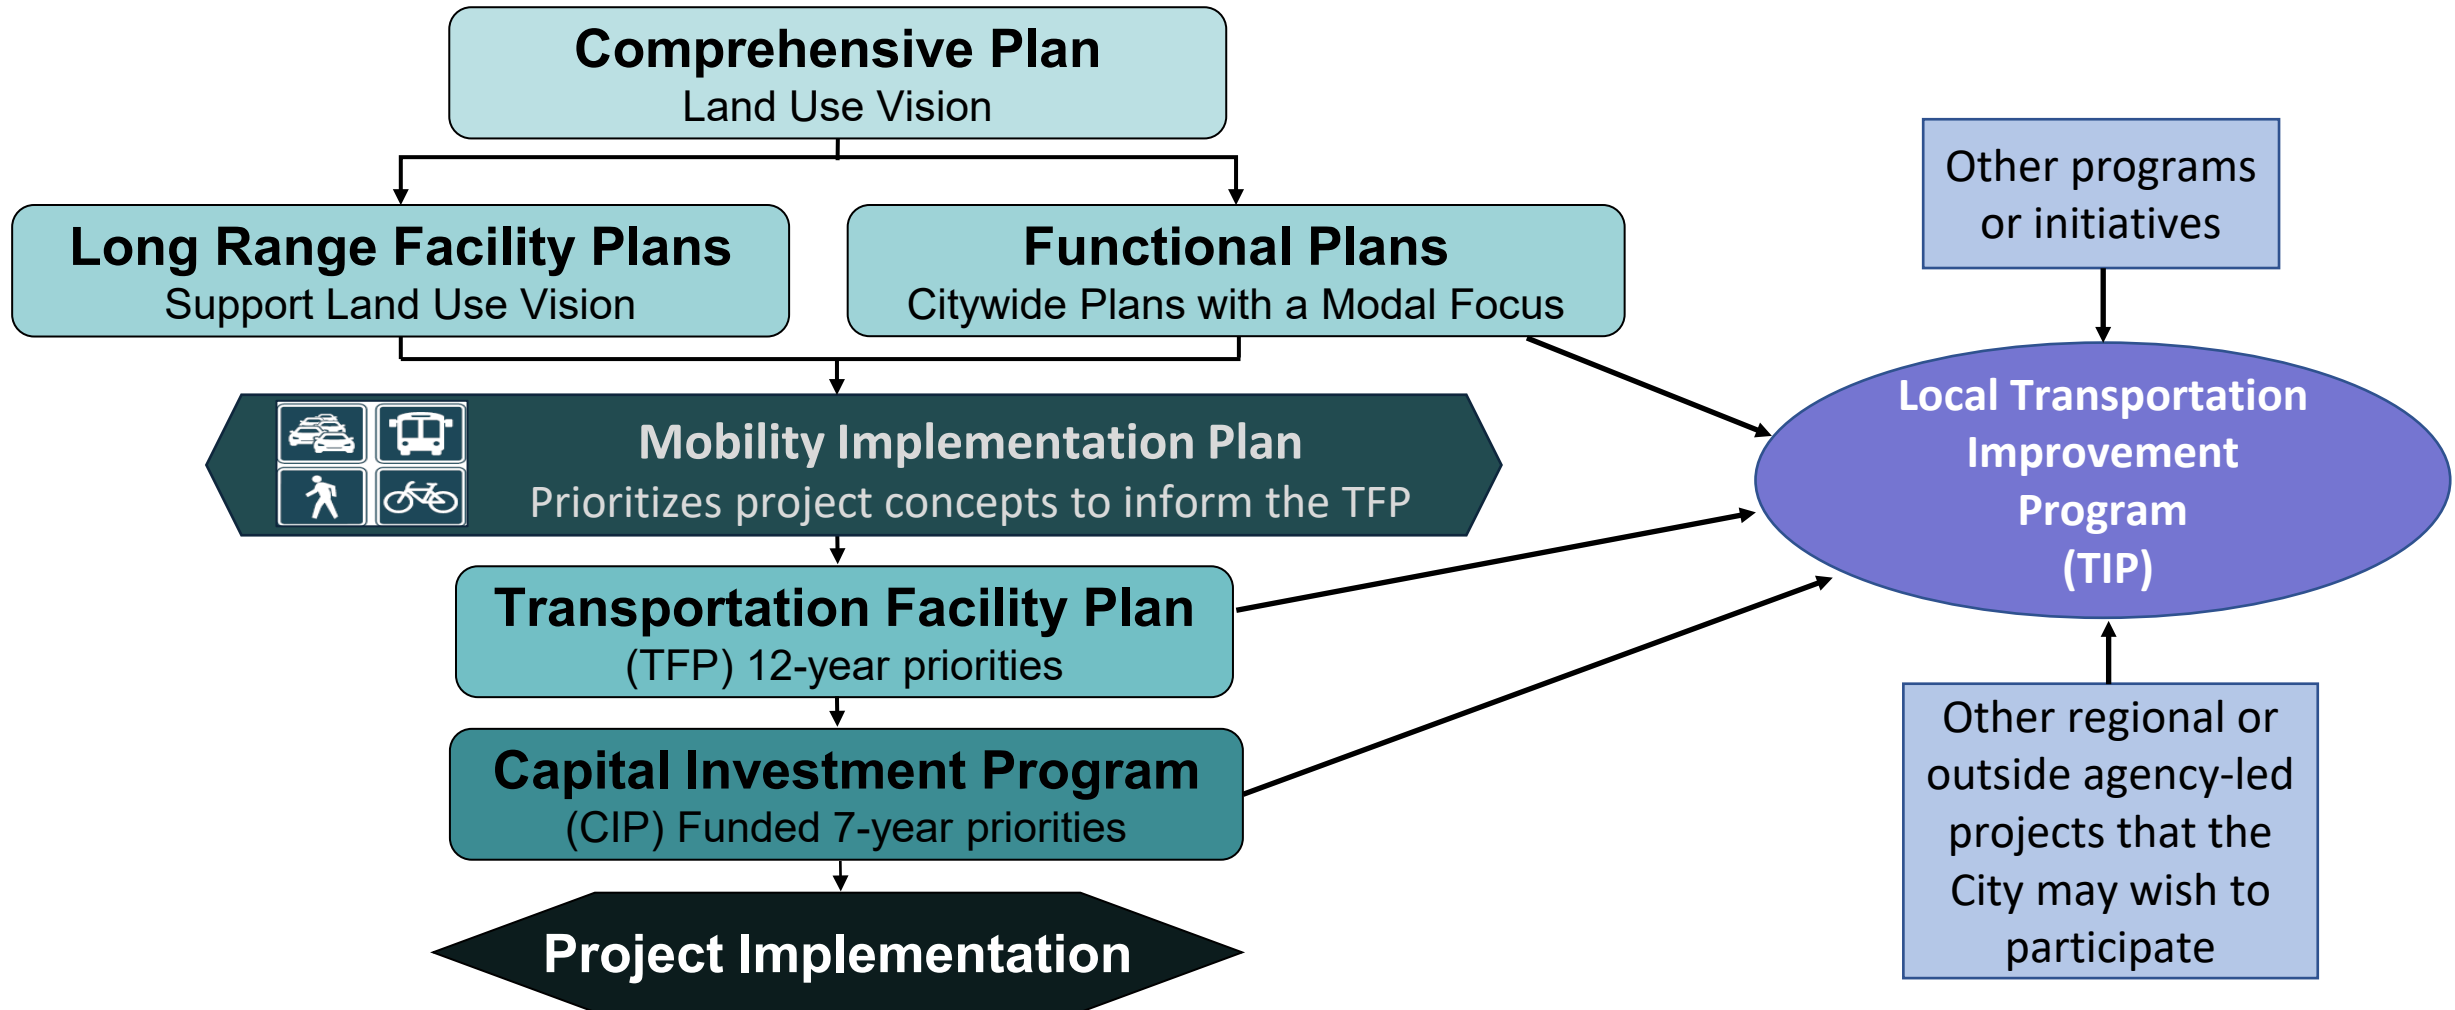 Comprehensive Plan
Land Use Vision
Long Range Facility Plans
Support Land Use Vision
Functional Plans
Citywide Plans with a Modal Focus
Mobility Implementation Plan
Prioritizes project concepts to inform the TFP
Transportation Facility Plan
(TFP) 12-year priorities
Capital Investment Program
(CIP) Funded 7-year priorities
Project Implementation
Other programs
or initiatives
Local Transportation
Improvement
Program
(TIP)
Other regional or
outside agency-led
projects that the
City may wish to
participate